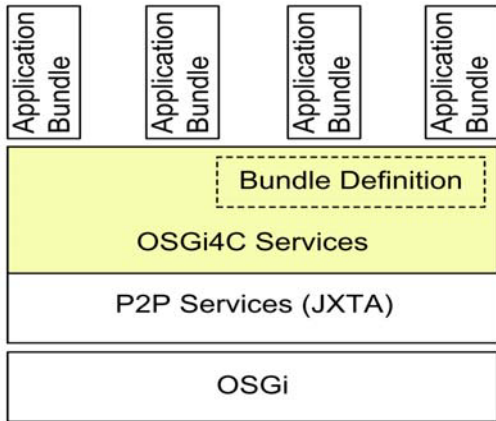 Application
Bundle
Application
Bundle
Application
Bundle
Application
Bundle
Bundle Definition
OSGi4C Services
P2P Services (JXTA)
OSGi